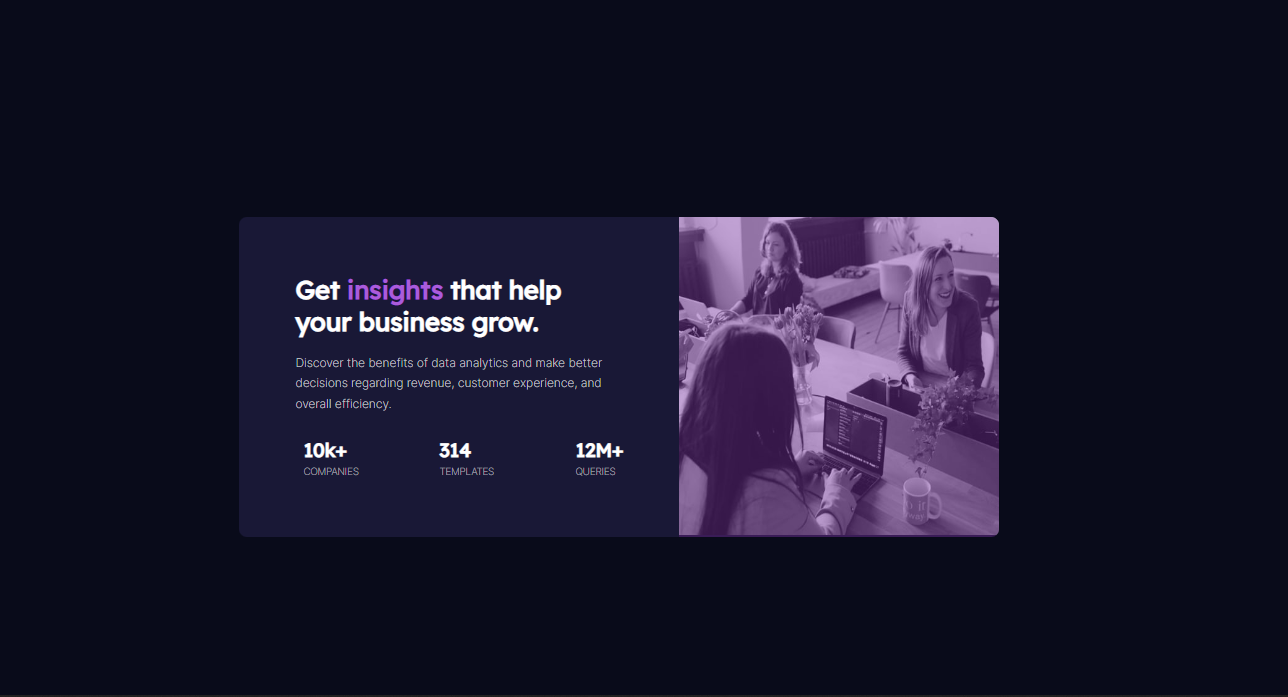 Get insights that help
your business grow.
Discover the benefits of data analytics and make better
decisions regarding revenue, customer experience, and
overall efficiency.
10k+ 314 12M+
COMPANIES TEMPLATES QUERIES